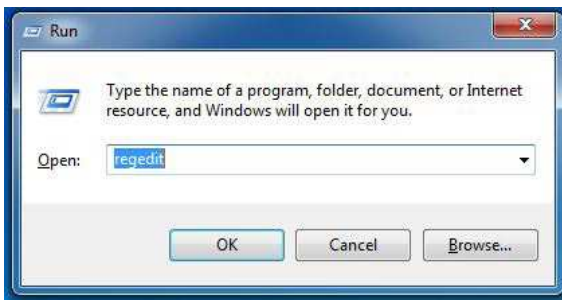 Run
Type the name of a program, folder, document, or Internet
resource, and Windows will open it for you.
Open: regedit
OK Cancel Browse...